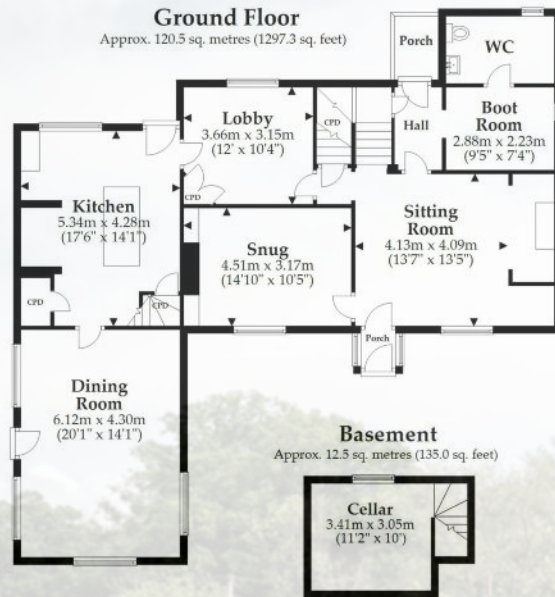 Ground Floor
Approx. 120.5 sq. metres (1297.3 sq. feet)
Porch
WC
Lobby
3.66m x 3.15m
(12' x 10'4")
CPD
Hall
Boot
Room
2.88m x 2.23m
(9'5" x 7'4")
Kitchen
5.34m x 4.28m
(17'6" x 14'1")
CPD
Snug
4.51m x 3.17m
(14'10" x 10'5")
Sitting
Room
4.13m x 4.09m
(13'7" x 13'5")
CPD
CPD
Porch
Dining
Room
6.12m x 4.30m
(20'1" x 14'1")
Basement
Approx. 12.5 sq. metres (135.0 sq. feet)
Cellar
3.41m x 3.05m
(11'2" x 10')